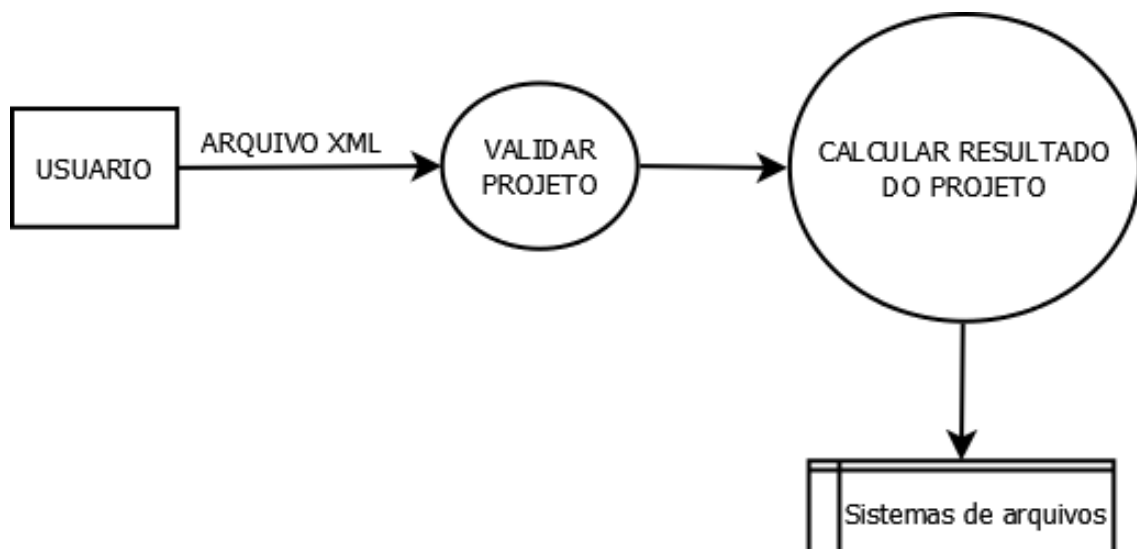 USUARIO
ARQUIVO XML
VALIDAR
PROJETO
CALCULAR RESULTADO
DO PROJETO
Sistemas de arquivos